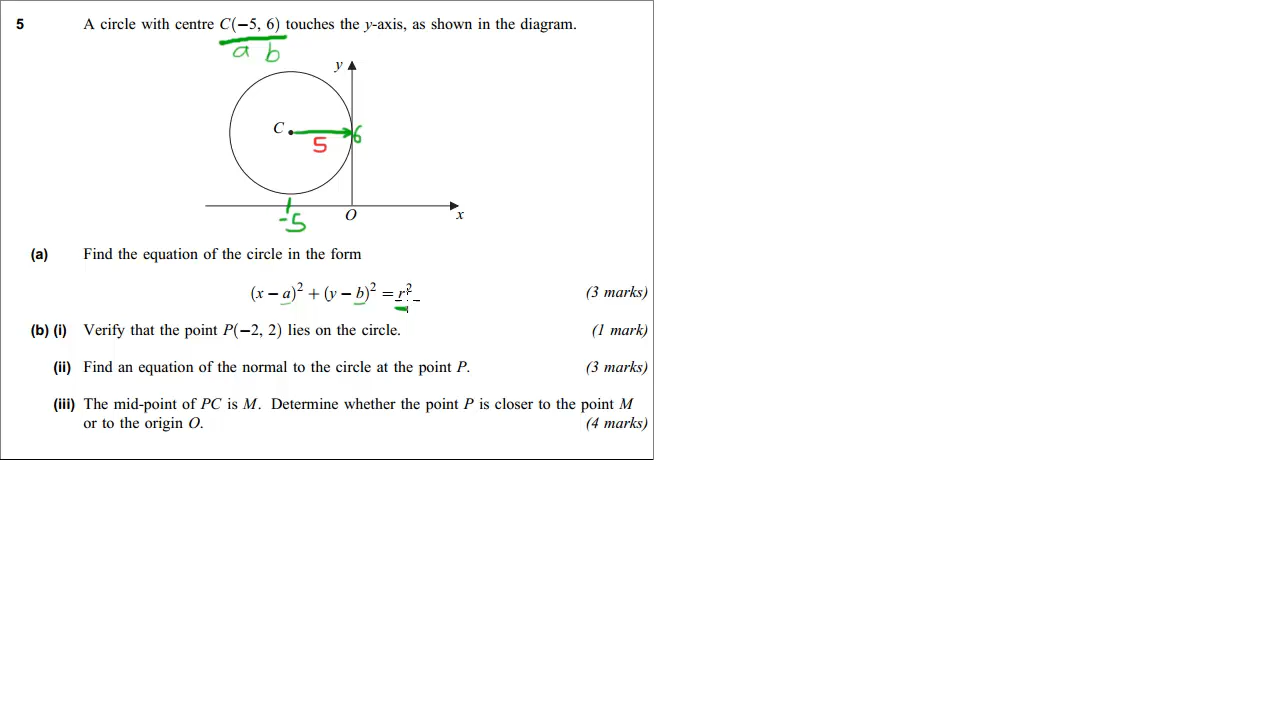 5 A circle with centre C(−5, 6) touches the y-axis, as shown in the diagram.
a b
y
C
5
6
-5
O
x
(a) Find the equation of the circle in the form
(x − a)² + (y − b)² = r² (3 marks)
(b) (i) Verify that the point P(−2, 2) lies on the circle. (1 mark)
(ii) Find an equation of the normal to the circle at the point P. (3 marks)
(iii) The mid-point of PC is M. Determine whether the point P is closer to the point M
or to the origin O. (4 marks)